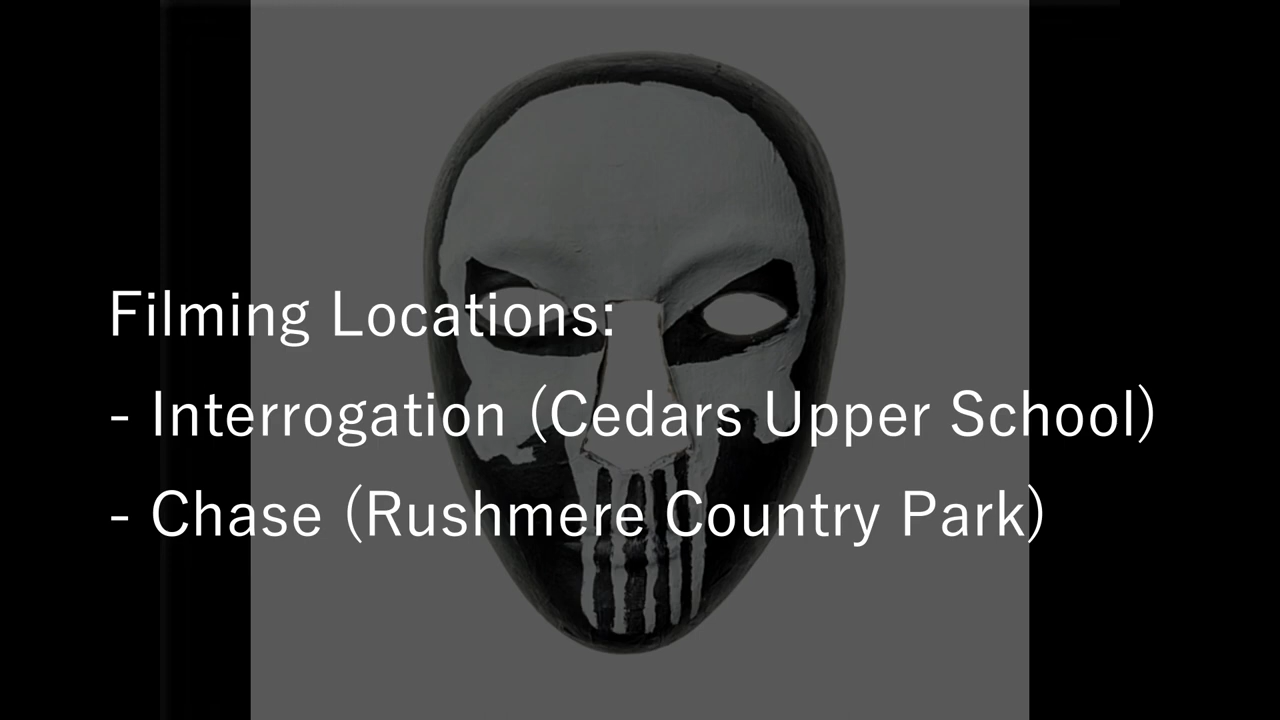 Filming Locations:
- Interrogation (Cedars Upper School)
- Chase (Rushmere Country Park)